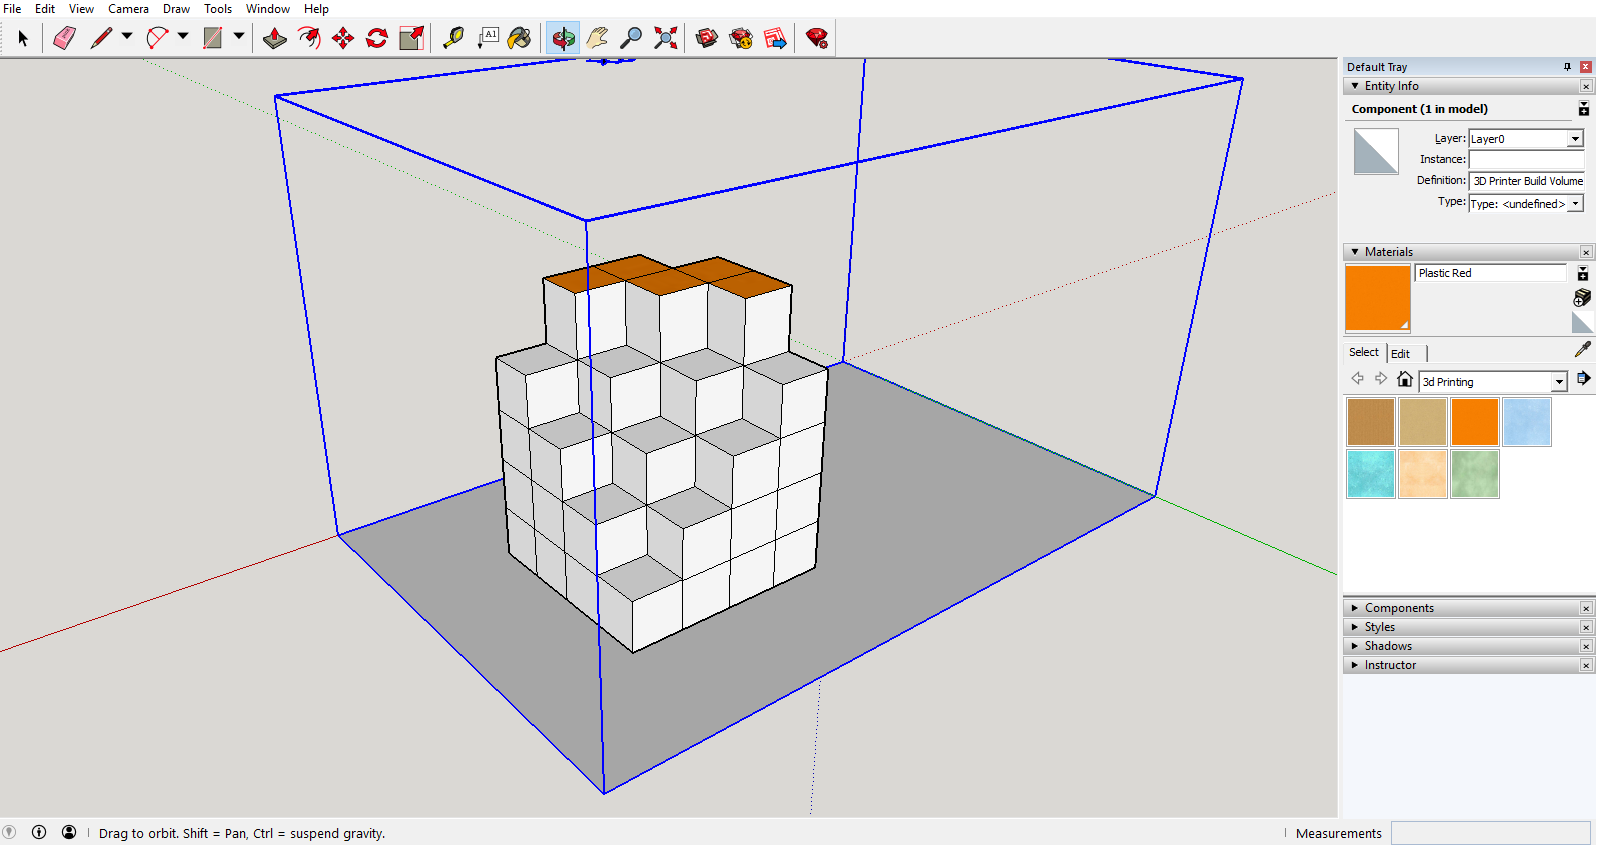 File Edit View Camera Draw Tools Window Help
A1
Default Tray
Entity Info
Component (1 in model)
Layer: Layer0
Instance:
Definition: 3D Printer Build Volume
Type: Type: <undefined>
Materials
Plastic Red
Select Edit
3d Printing
Components
Styles
Shadows
Instructor
Drag to orbit. Shift = Pan, Ctrl = suspend gravity.
Measurements